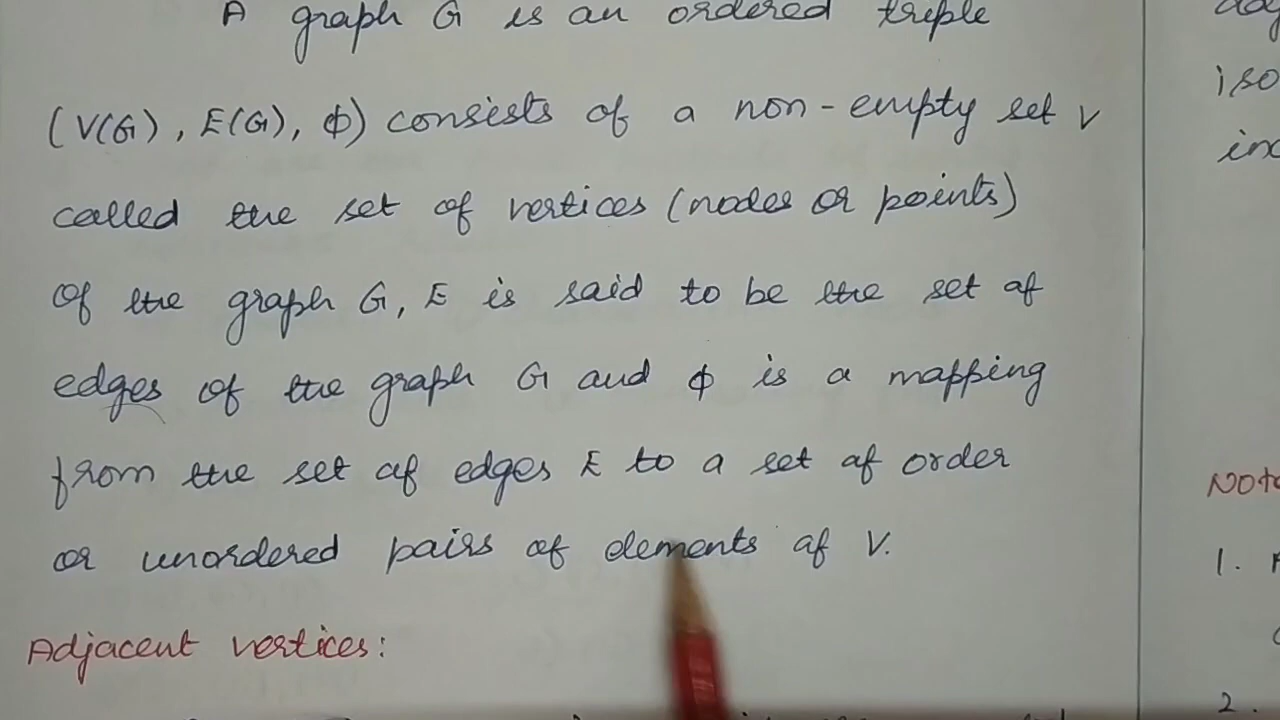 A graph G is an ordered treple
(V(G), E(G), ϕ) consists of a non-empty set V
called the set of vertices (nodes or points)
Of the graph G, E is said to be the set of
edges of the graph G and ϕ is a mapping
from the set of edges E to a set of order
or unordered pairs of elements of V.
Adjacent vertices:
iso
inc
Note
1.
2.